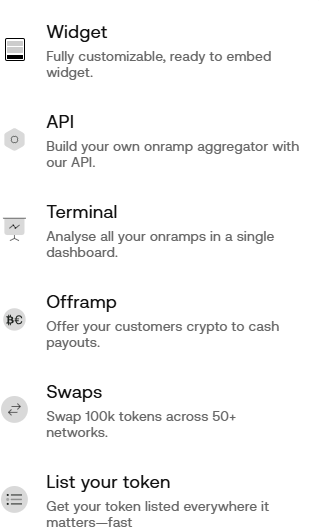 Widget
Fully customizable, ready to embed
widget.
API
Build your own onramp aggregator with
our API.
Terminal
Analyse all your onramps in a single
dashboard.
Offramp
₿€
Offer your customers crypto to cash
payouts.
Swaps
Swap 100k tokens across 50+
networks.
List your token
Get your token listed everywhere it
matters—fast